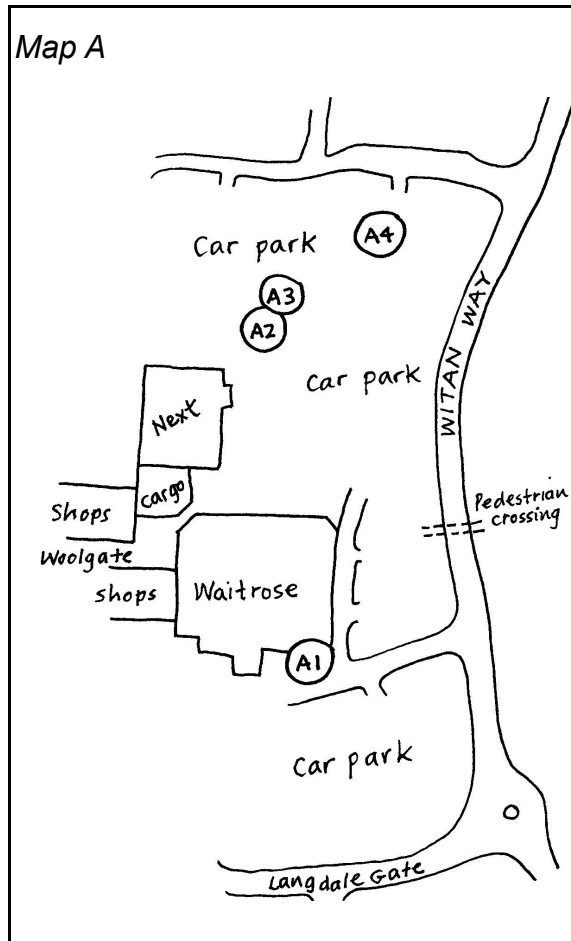 Map A
Car park
A4
A3
A2
Car park
WITAN WAY
Next
Cargo
Shops
Pedestrian
crossing
Woolgate
Shops
Waitrose
A1
Car park
Langdale Gate